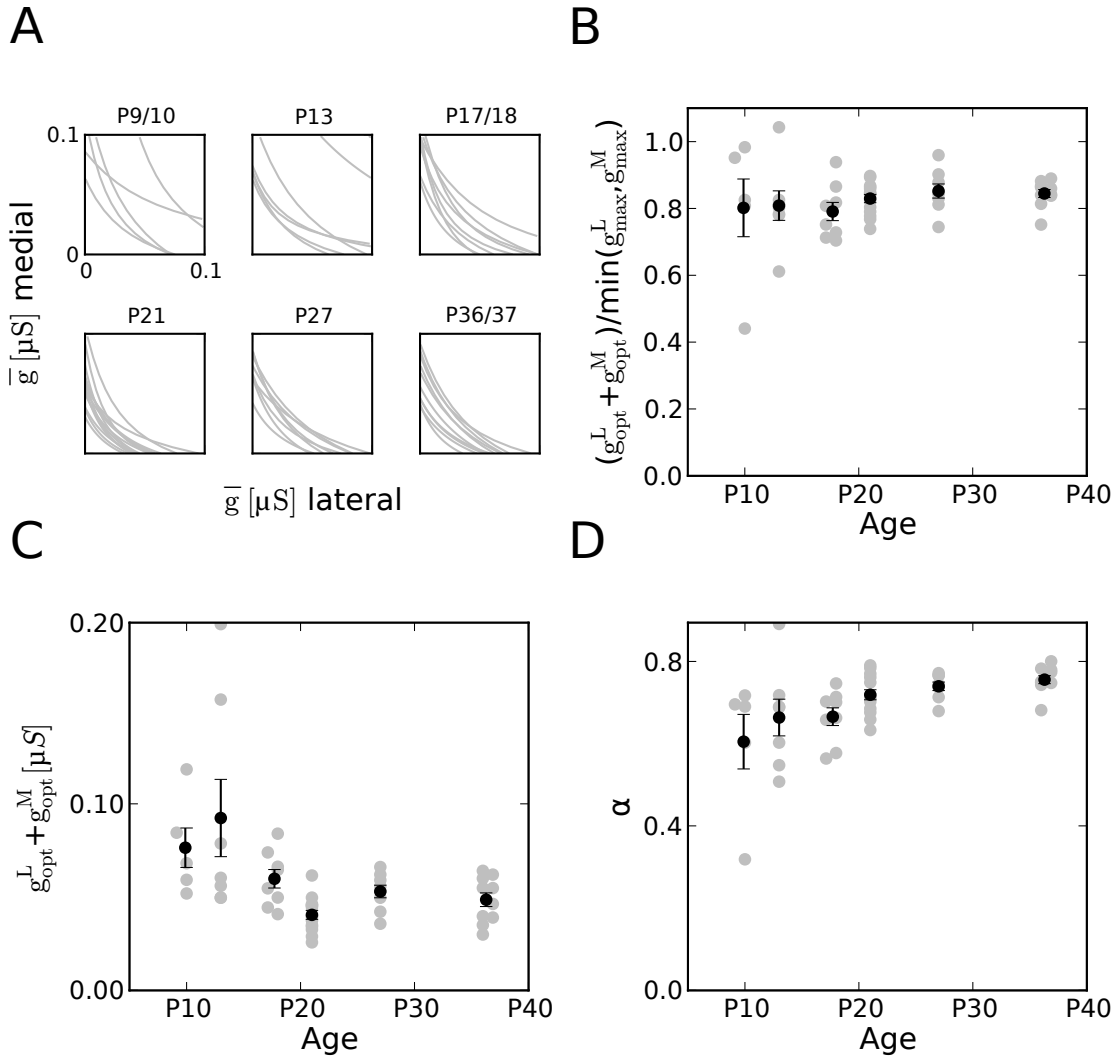 A
P9/10 P13 P17/18
0.1
0
0 0.1
P21 P27 P36/37
g̅ [μS] medial
g̅ [μS] lateral
B
1.0
0.8
0.6
0.4
0.2
0.0
P10 P20 P30 P40
Age
(g^L_opt+g^M_opt)/min(g^L_max,g^M_max)
C
0.20
0.10
0.00
P10 P20 P30 P40
Age
g^L_opt+g^M_opt [μS]
D
0.8
0.4
0.0
P10 P20 P30 P40
Age
α